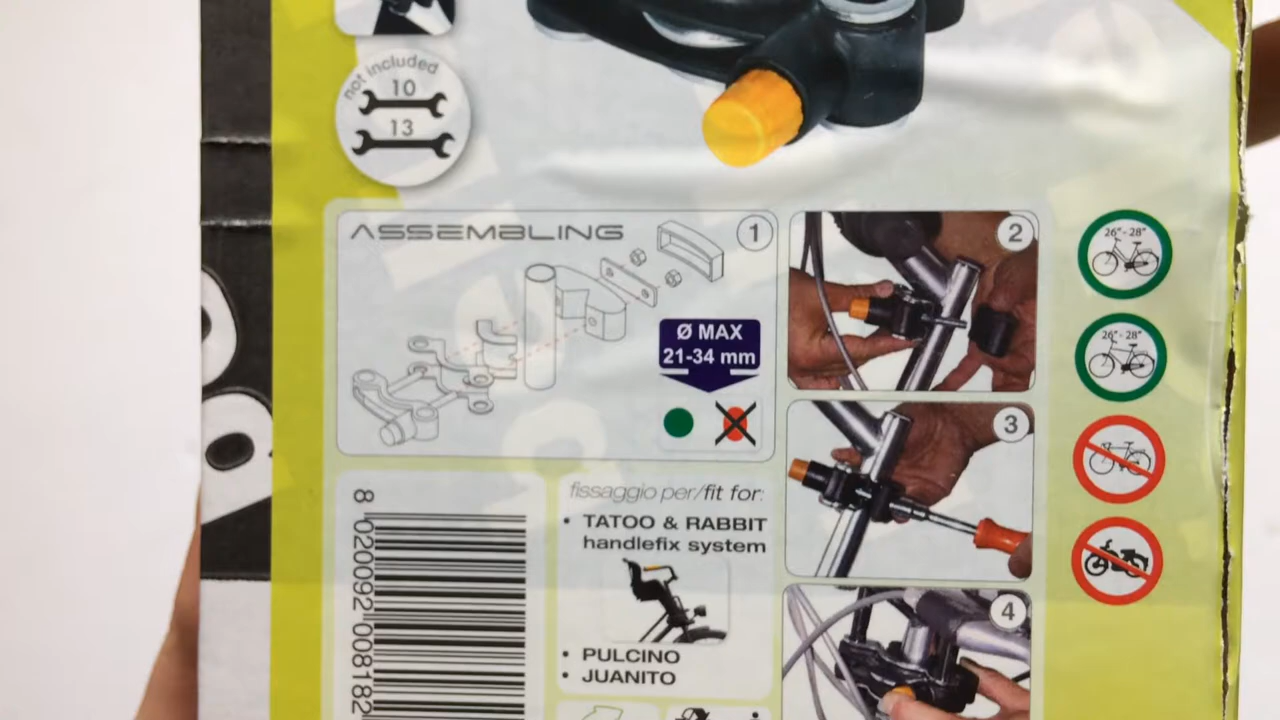 not included
10
13
ASSEMBLING
1
Ø MAX
21-34 mm
2
3
4
26"- 28"
26"- 28"
8 020092 008182
fissaggio per/fit for:
• TATOO & RABBIT
handlefix system
• PULCINO
• JUANITO